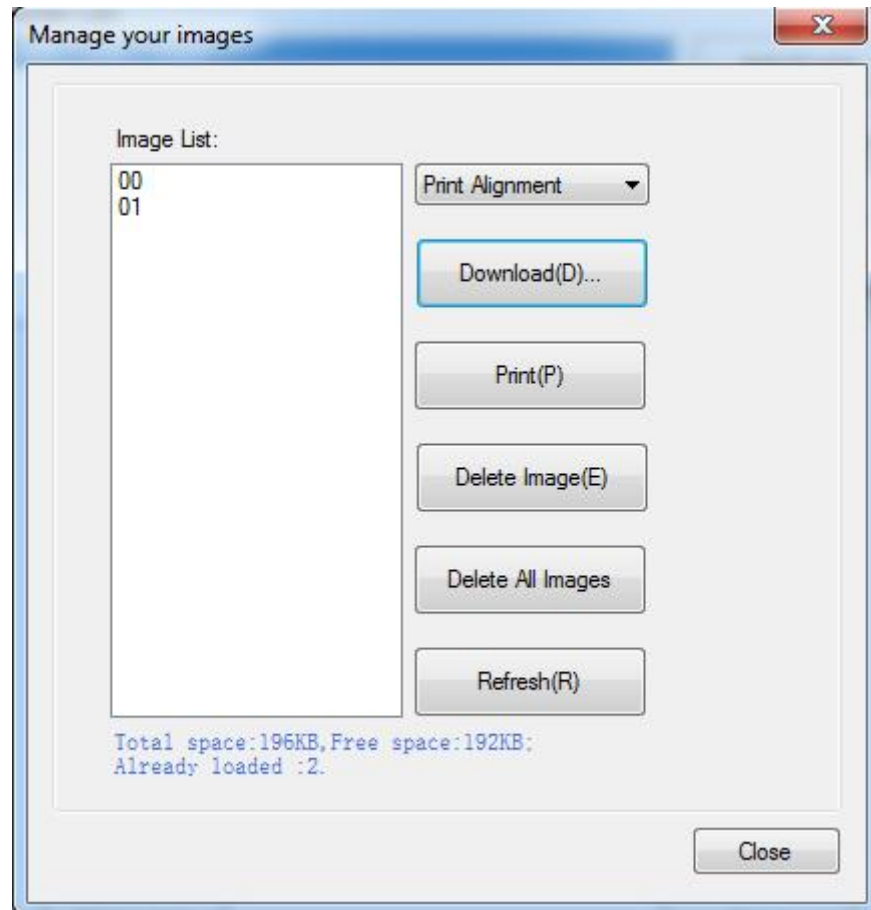 Manage your images
Image List:
00
01
Print Alignment
Download(D)...
Print(P)
Delete Image(E)
Delete All Images
Refresh(R)
Total space:196KB,Free space:192KB;
Already loaded :2.
Close